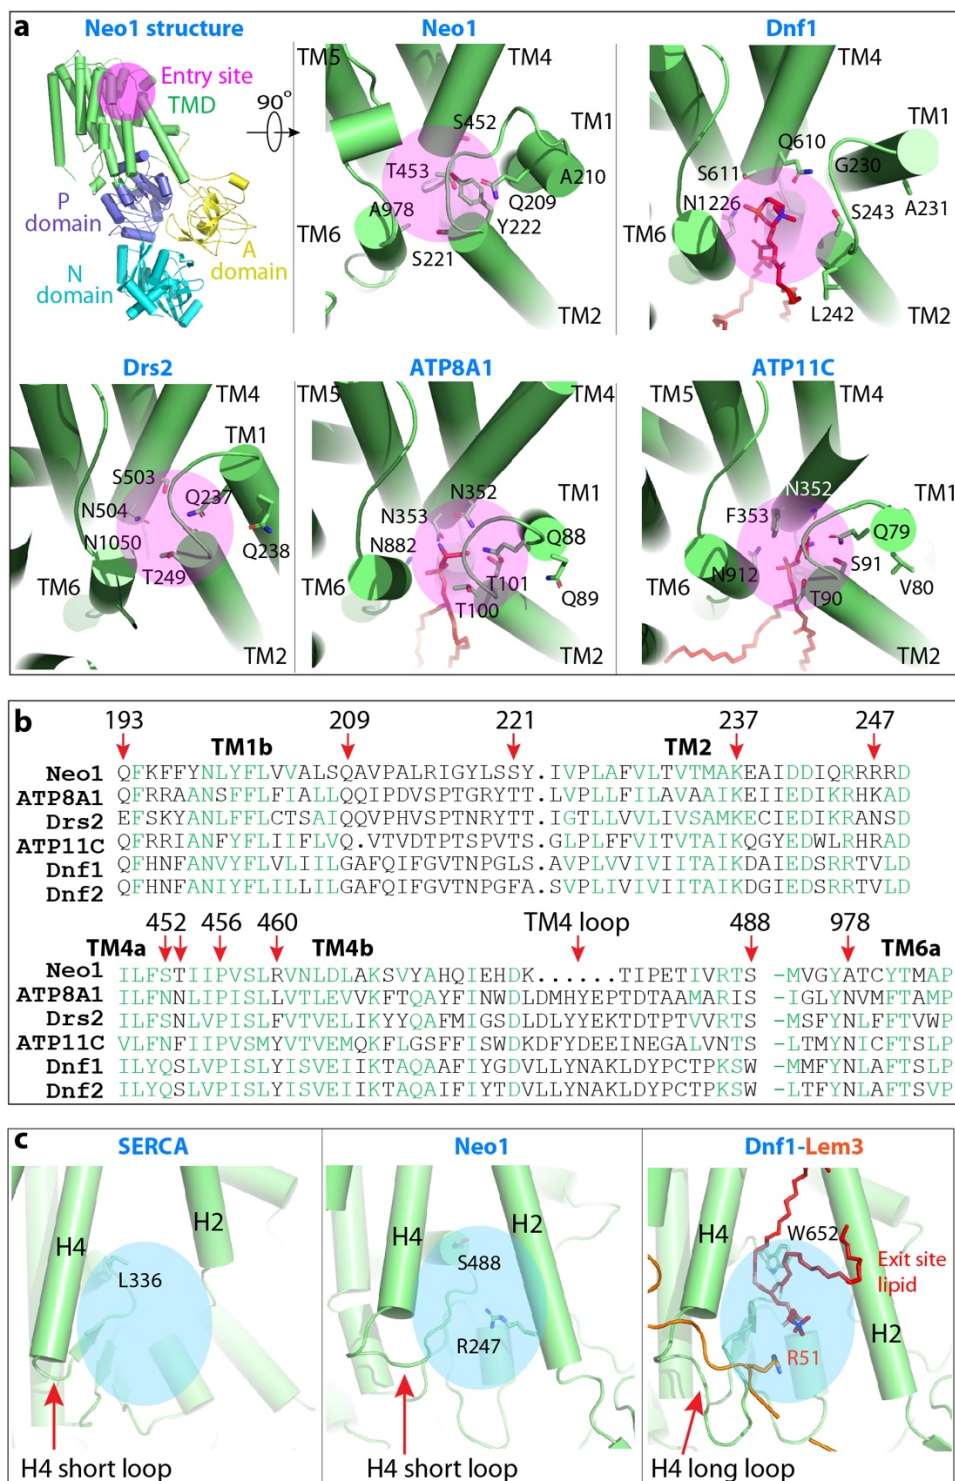 a
Neo1 structure
Entry site
TMD
P
domain
A
domain
N
domain
90°
Neo1
TM5
TM4
S452
TM1
T453
A210
Q209
A978
Y222
TM6
S221
TM2
Dnf1
TM4
Q610
TM1
S611
G230
N1226
S243
A231
TM6
L242
TM2
Drs2
TM4
TM1
S503
Q237
N504
N1050
Q238
T249
TM6
TM2
ATP8A1
TM5
TM4
N352
TM1
N353
Q88
N882
TM6
T101
Q89
T100
TM2
ATP11C
TM5
TM4
N352
TM1
F353
Q79
N912
S91
V80
TM6
T90
TM2
b
193 209 221 237 247
TM1b TM2
Neo1 QFKFFYNLYFLVVALSQAVPALRIGYLSSY.IVPLAFVLTVTMAKEAIDDIQRRRRD
ATP8A1 QFRRAANSFFLFIALLQQIPDVSPTGRYTT.LVPLLFILAVAAIKEIIEDIKRHKAD
Drs2 EFSKYANLFFLCTSAIQQVPHVSPTNRYTT.IGTLLVVLIVSAMKECIEDIKRANSD
ATP11C QFRRIANFYFLIIFLVQ.VTVDTPTSPVTS.GLPLFFVITVTAIKQGYEDWLRHRAD
Dnf1 QFHNFANVYFLVLIILGAFQIFGVTNPGLSAVPLVVIVIITAIKDAIEDSRRTVLD
Dnf2 QFHNFANIYFLILLILGAFQIFGVTNPGFASVPLIVIVIITAIKDGIEDSRRTVLD
452 456 460 TM4 loop 488 978
TM4a TM4b TM6a
Neo1 ILFSTIIPVSLRVNLDLAKSVYAHQIEHDK......TIPETIVRTS -MVGYATCYTMAP
ATP8A1 ILFNNLIPISLLVTLEVVKFTQAYFINWDLDMHYEPTDTAAMARIS -IGLYNVMFTAMP
Drs2 ILFSNLVPISLFVTVELIKYYQAFMIGSDLDLYYEKTDTPTVVRTS -MSFYNLFFTVWP
ATP11C VLFNFIIPVSMYVTVEMQKFLGSFFISWDKDFYDEEINEGALVNTS -LTMYNICFTSLP
Dnf1 ILYQSLVPISLYISVEIIKTAQAAFIYGDVLLYNAKLDYPCTPKSW -MMFYNLAFTSLP
Dnf2 ILYQSLVPISLYISVEIIKTAQAIFIYTDVLLYNAKLDYPCTPKSW -LTFYNLAFTSVP
c
SERCA
H4
H2
L336
H4 short loop
Neo1
H4
H2
S488
R247
H4 short loop
Dnf1-Lem3
H4
W652
Exit site
lipid
H2
R51
H4 long loop